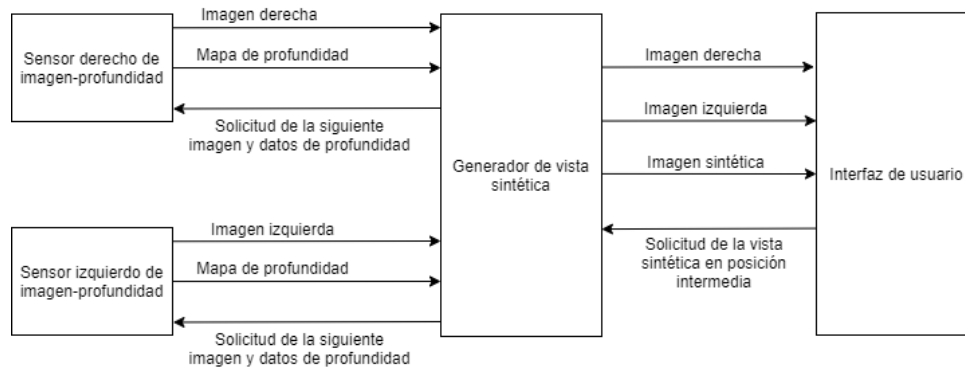 Imagen derecha
Sensor derecho de
imagen-profundidad
Mapa de profundidad
Solicitud de la siguiente
imagen y datos de profundidad
Imagen izquierda
Sensor izquierdo de
imagen-profundidad
Mapa de profundidad
Solicitud de la siguiente
imagen y datos de profundidad
Generador de vista
sintética
Imagen derecha
Imagen izquierda
Imagen sintética
Solicitud de la vista
sintética en posición
intermedia
Interfaz de usuario